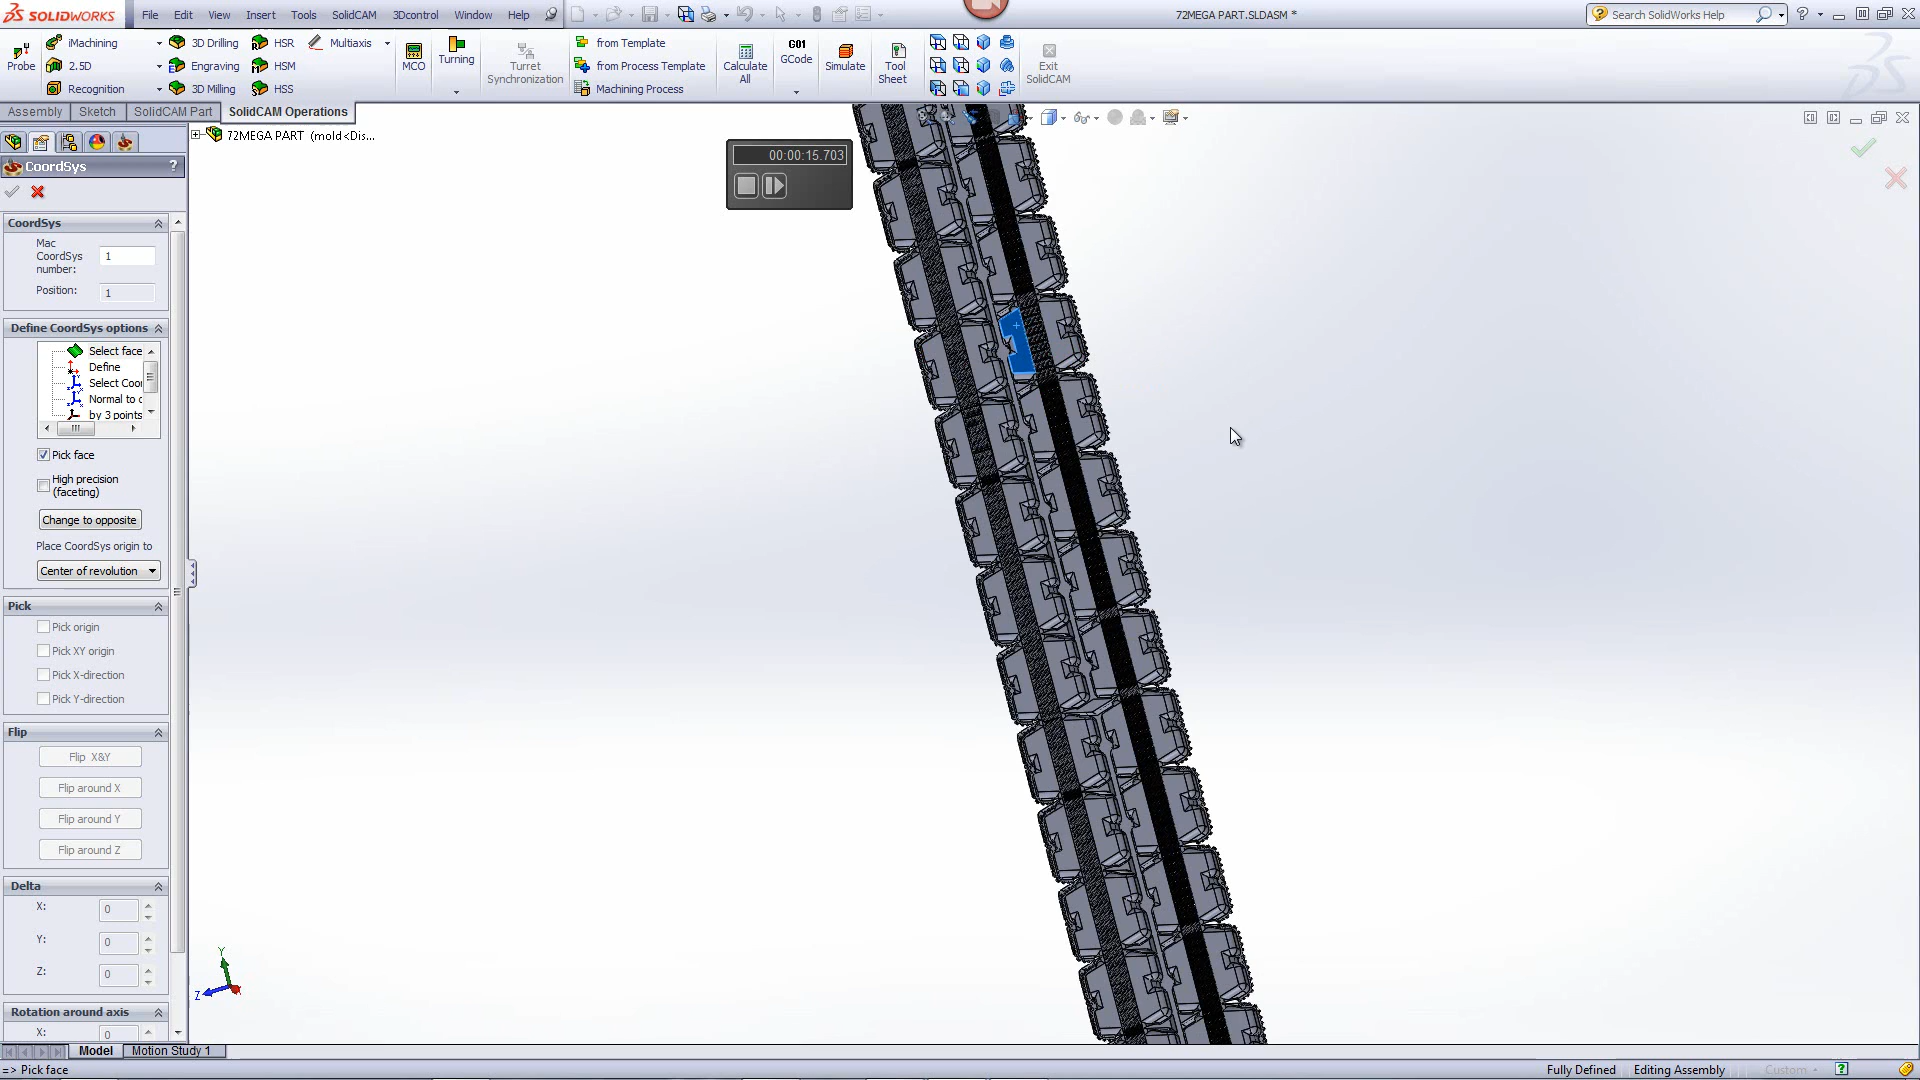 SOLIDWORKS File Edit View Insert Tools SolidCAM 3Dcontrol Window Help 72MEGA PART.SLDASM * Search SolidWorks Help
Probe iMachining 3D Drilling HSR Multiaxis MCO Turning Turret Synchronization from Template Calculate All G01 GCode Simulate Tool Sheet Exit SolidCAM
2.5D Engraving HSM from Process Template
Recognition 3D Milling HSS Machining Process
Assembly Sketch SolidCAM Part SolidCAM Operations
72MEGA PART (mold<Dis...
00:00:15.703
CoordSys ?
CoordSys
Mac CoordSys number: 1
Position: 1
Define CoordSys options
Select face
Define
Select Coor
Normal to c
by 3 points
Pick face
High precision (faceting)
Change to opposite
Place CoordSys origin to
Center of revolution
Pick
Pick origin
Pick XY origin
Pick X-direction
Pick Y-direction
Flip
Flip X&Y
Flip around X
Flip around Y
Flip around Z
Delta
X: 0
Y: 0
Z: 0
Rotation around axis
X: 0
Y
Z
Model Motion Study 1
=> Pick face Fully Defined Editing Assembly Custom